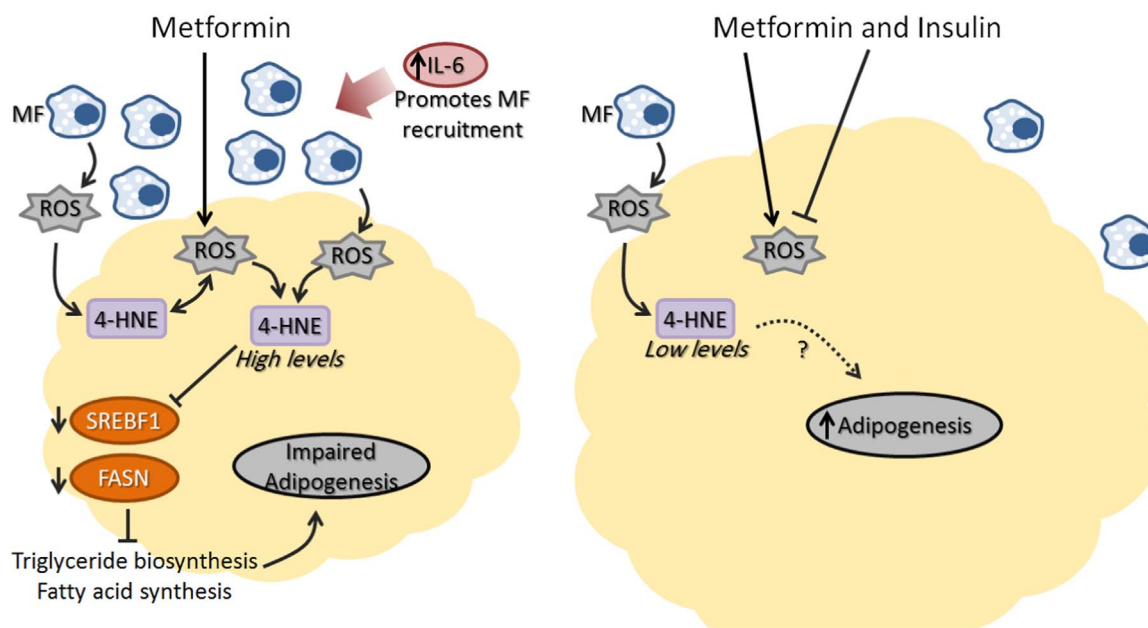 Metformin
MF
↑IL-6
Promotes MF
recruitment
ROS
ROS
ROS
4-HNE
4-HNE
High levels
SREBF1
FASN
Impaired
Adipogenesis
Triglyceride biosynthesis
Fatty acid synthesis
Metformin and Insulin
MF
ROS
ROS
4-HNE
Low levels
?
↑Adipogenesis